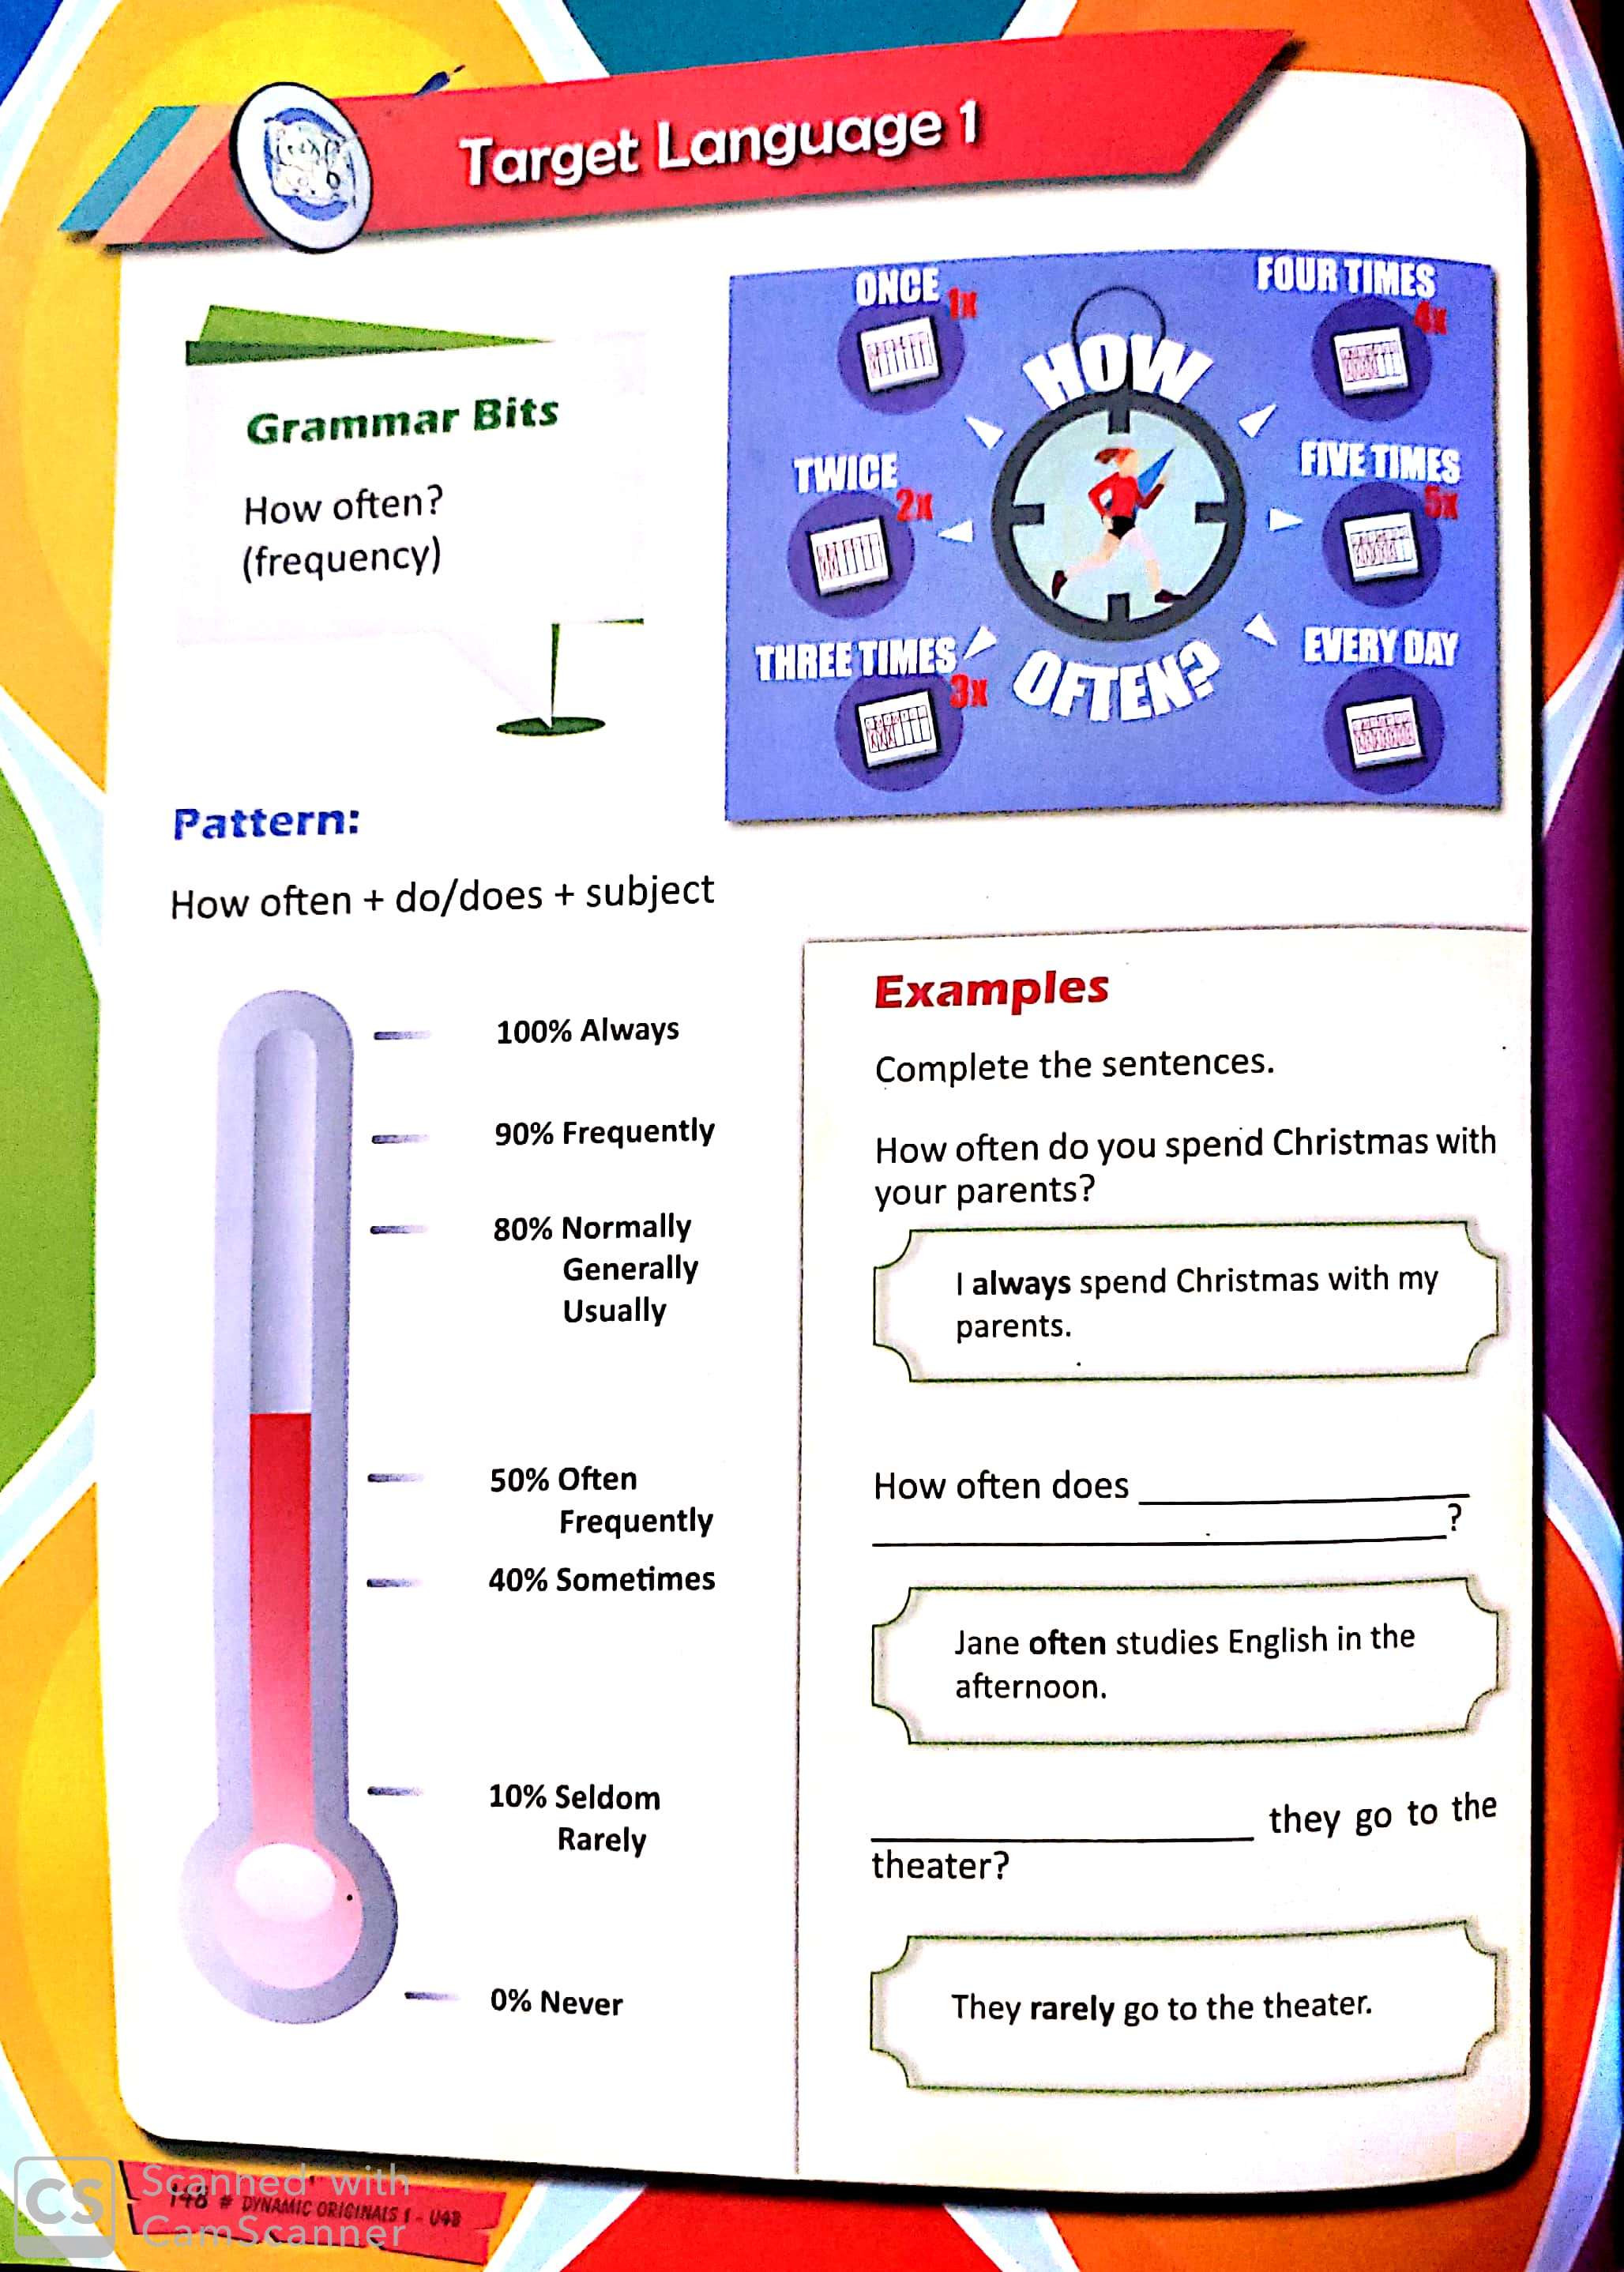 Target Language 1
Grammar Bits
How often?
(frequency)
ONCE
1x
TWICE
2x
THREE TIMES
3x
HOW
OFTEN?
FOUR TIMES
4x
FIVE TIMES
5x
EVERY DAY
Pattern:
How often + do/does + subject
100% Always
90% Frequently
80% Normally
Generally
Usually
50% Often
Frequently
40% Sometimes
10% Seldom
Rarely
0% Never
Examples
Complete the sentences.
How often do you spend Christmas with
your parents?
I always spend Christmas with my
parents.
How often does ____________________
____________________?
Jane often studies English in the
afternoon.
____________________ they go to the
theater?
They rarely go to the theater.
148 # DYNAMIC ORIGINALS 1 - U4B
CS
Scanned with
CamScanner